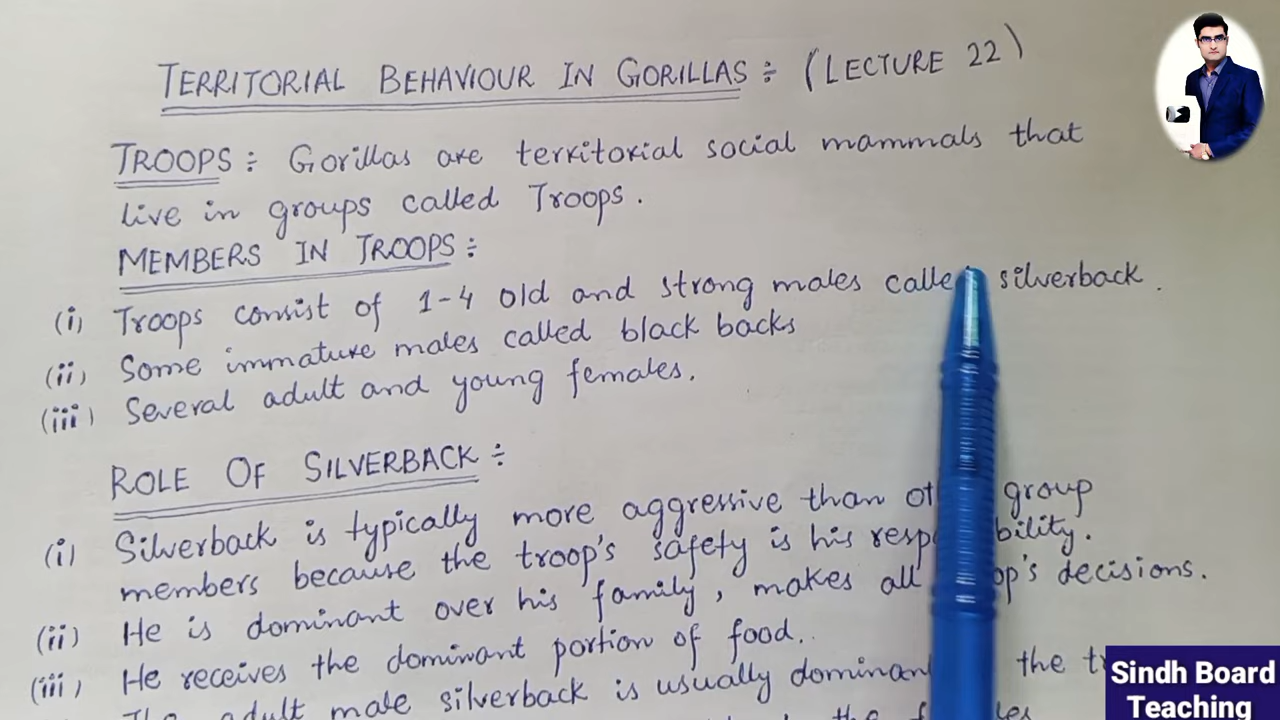 TERRITORIAL BEHAVIOUR IN GORILLAS : (LECTURE 22)
TROOPS : Gorillas are territorial social mammals that
live in groups called Troops.
MEMBERS IN TROOPS :
(i) Troops consist of 1-4 old and strong males called silverback.
(ii) Some immature males called black backs
(iii) Several adult and young females.
ROLE OF SILVERBACK :
(i) Silverback is typically more aggressive than group
members because the troop's safety is his responsibility.
(ii) He is dominant over his family, makes all decisions.
(iii) He receives the dominant portion of food.
adult male silverback is usually the
the
Sindh Board
Teaching